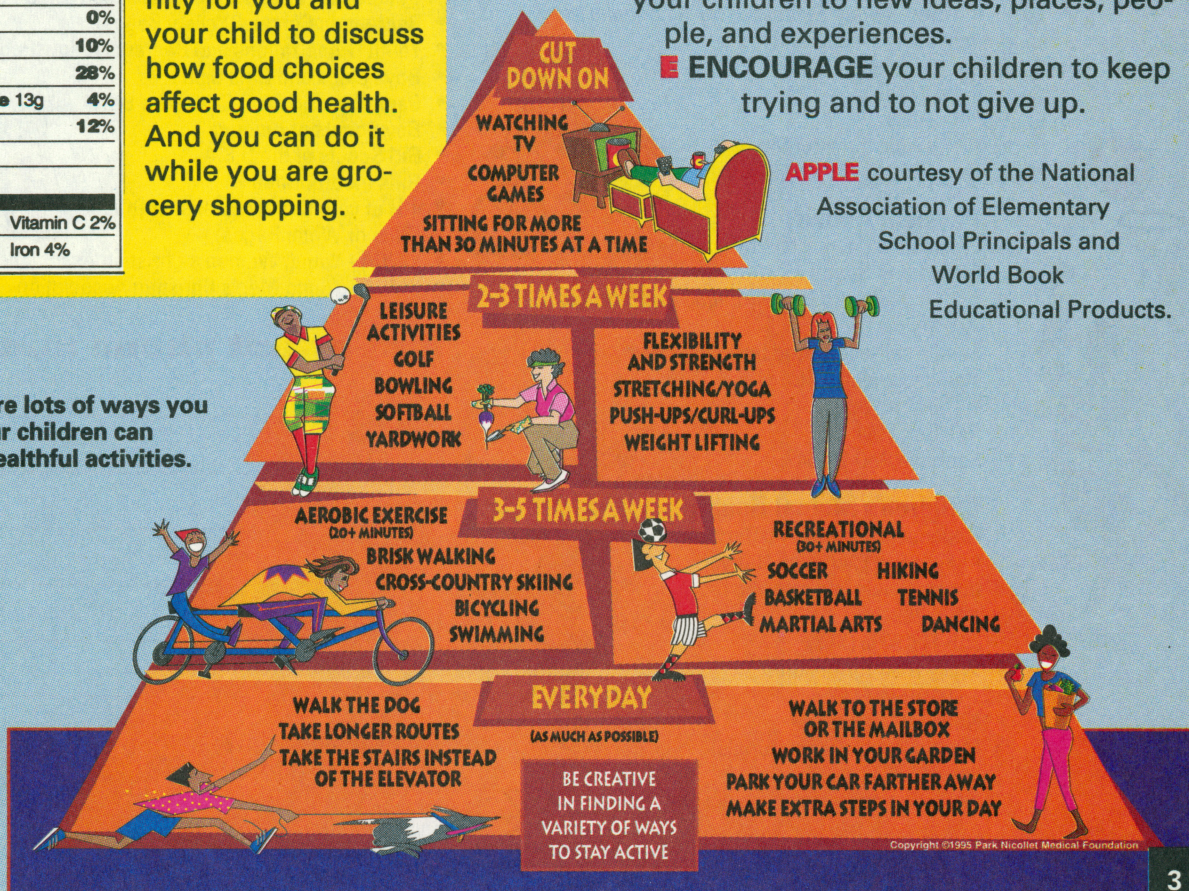 0%
10%
28%
13g 4%
12%
Vitamin C 2%
Iron 4%
nity for you and
your child to discuss
how food choices
affect good health.
And you can do it
while you are gro-
cery shopping.
your children to new ideas, places, peo-
ple, and experiences.
E ENCOURAGE your children to keep
trying and to not give up.
APPLE courtesy of the National
Association of Elementary
School Principals and
World Book
Educational Products.
re lots of ways you
r children can
ealthful activities.
CUT
DOWN ON
WATCHING
TV
COMPUTER
GAMES
SITTING FOR MORE
THAN 30 MINUTES AT A TIME
2-3 TIMES A WEEK
LEISURE
ACTIVITIES
GOLF
BOWLING
SOFTBALL
YARDWORK
FLEXIBILITY
AND STRENGTH
STRETCHING/YOGA
PUSH-UPS/CURL-UPS
WEIGHT LIFTING
3-5 TIMES A WEEK
AEROBIC EXERCISE
(20+ MINUTES)
BRISK WALKING
CROSS-COUNTRY SKIING
BICYCLING
SWIMMING
RECREATIONAL
(30+ MINUTES)
SOCCER HIKING
BASKETBALL TENNIS
MARTIAL ARTS DANCING
EVERYDAY
(AS MUCH AS POSSIBLE)
WALK THE DOG
TAKE LONGER ROUTES
TAKE THE STAIRS INSTEAD
OF THE ELEVATOR
WALK TO THE STORE
OR THE MAILBOX
WORK IN YOUR GARDEN
PARK YOUR CAR FARTHER AWAY
MAKE EXTRA STEPS IN YOUR DAY
BE CREATIVE
IN FINDING A
VARIETY OF WAYS
TO STAY ACTIVE
Copyright ©1995 Park Nicollet Medical Foundation
3